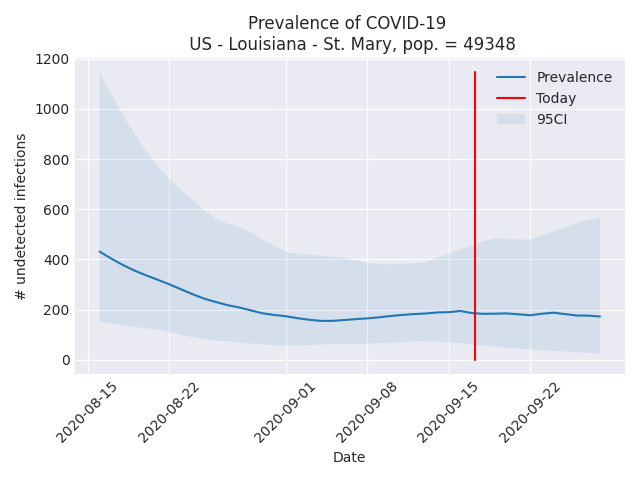 Prevalence of COVID-19
US - Louisiana - St. Mary, pop. = 49348
Prevalence
Today
95CI
# undetected infections
1200
1000
800
600
400
200
0
2020-08-15
2020-08-22
2020-09-01
2020-09-08
2020-09-15
2020-09-22
Date